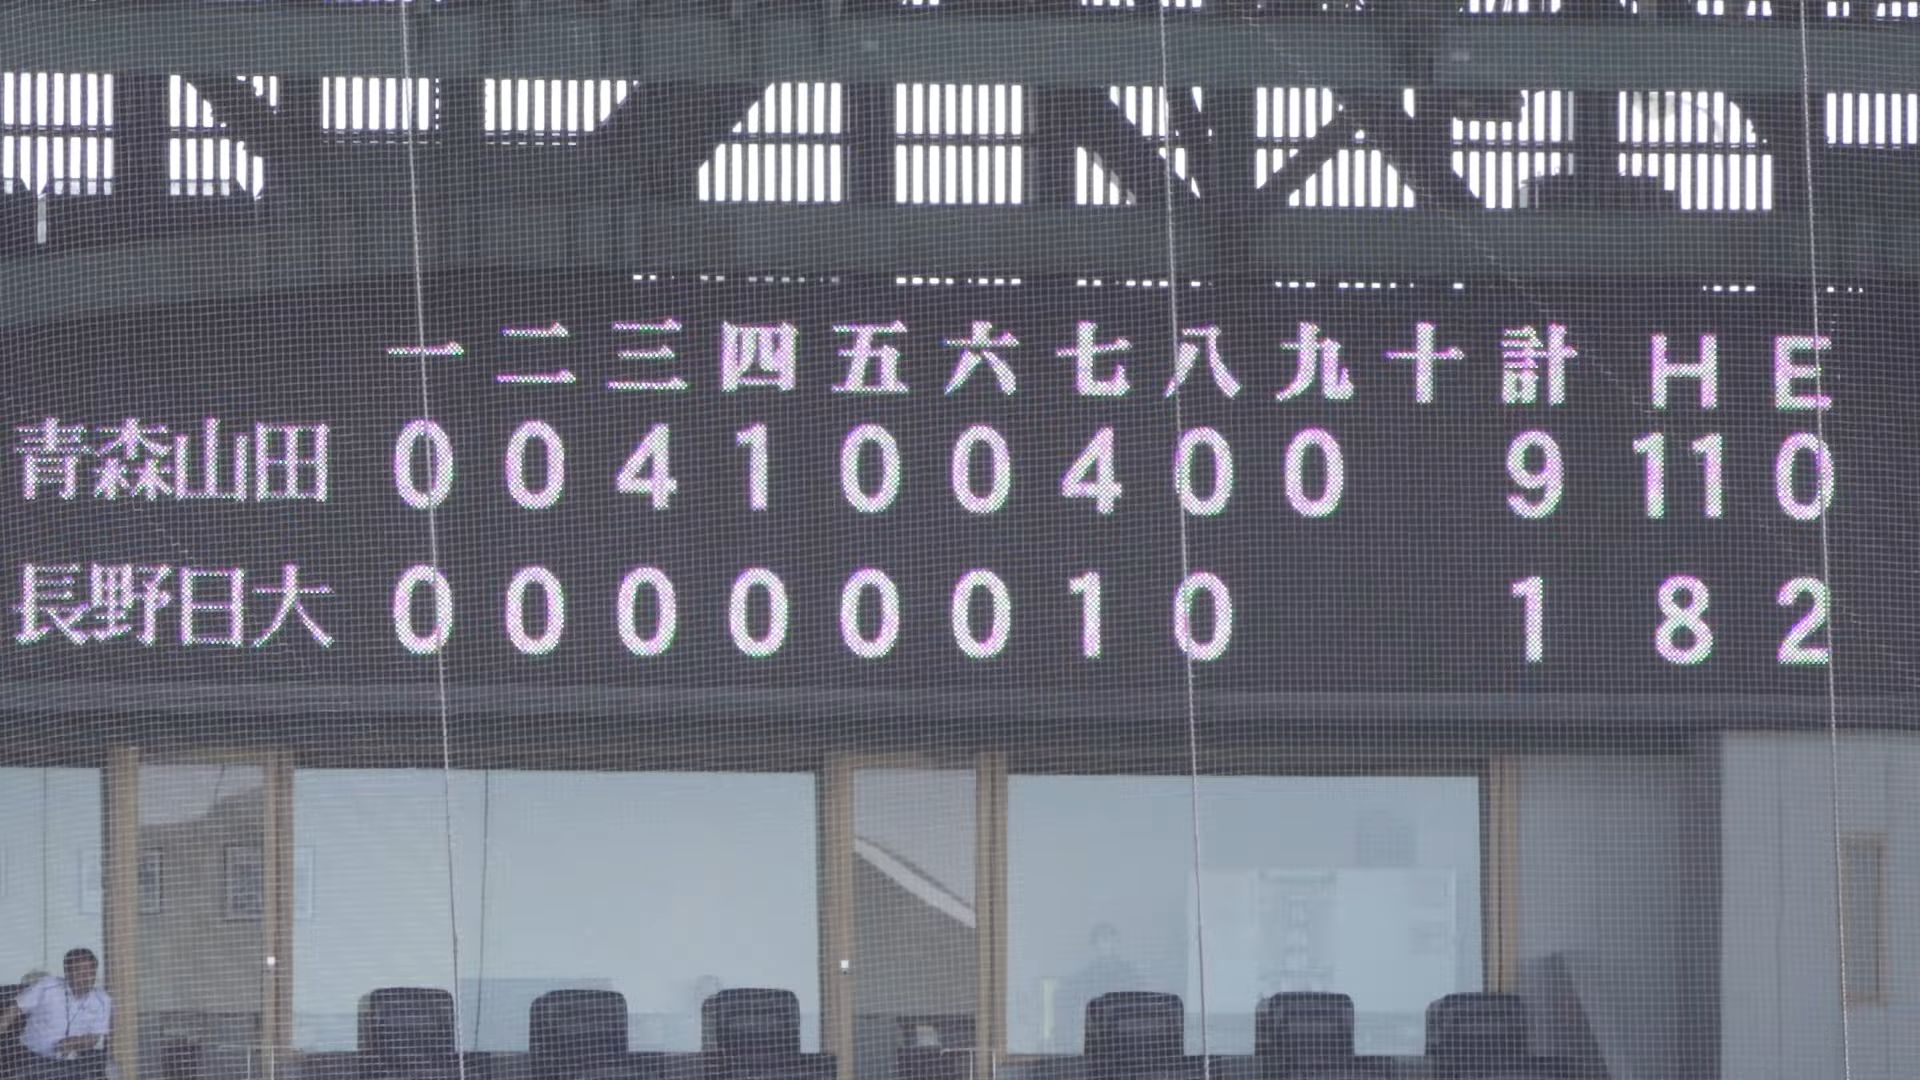 一 二 三 四 五 六 七 八 九 十 計 H E
青森山田 0 0 4 1 0 0 4 0 0 9 11 0
長野日大 0 0 0 0 0 0 1 0 1 8 2